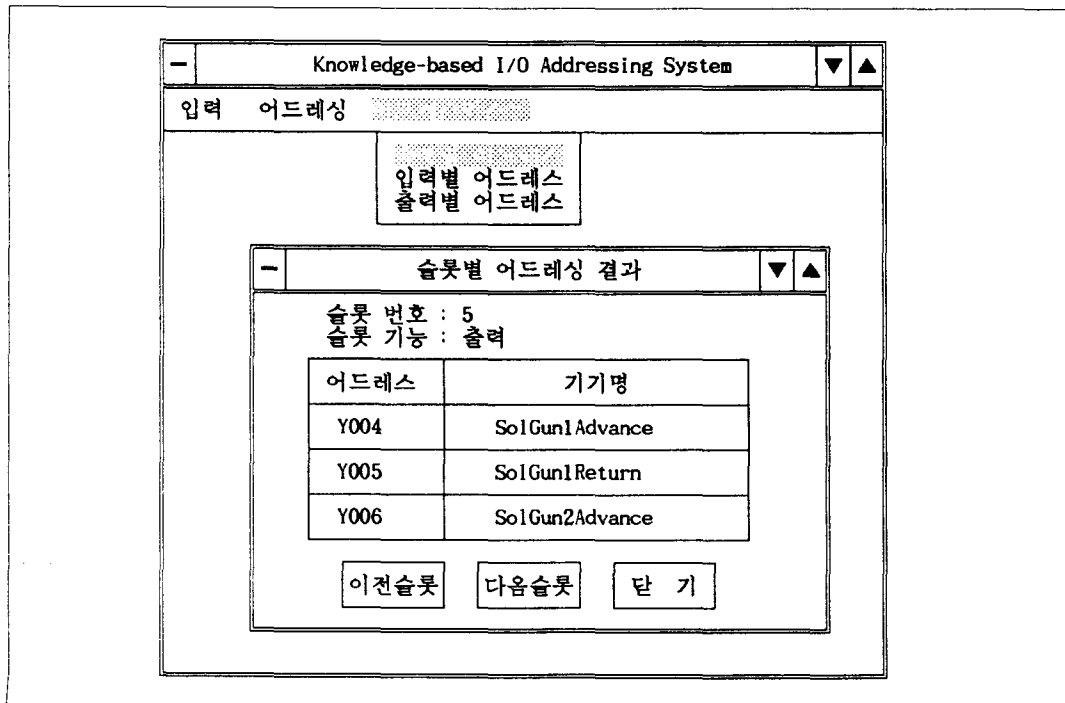 Knowledge-based I/O Addressing System
입력 어드레싱
입력별 어드레스
출력별 어드레스
슬롯별 어드레싱 결과
슬롯 번호 : 5
슬롯 기능 : 출력
어드레스 기기명
Y004 SolGun1Advance
Y005 SolGun1Return
Y006 SolGun2Advance
이전슬롯 다음슬롯 닫 기